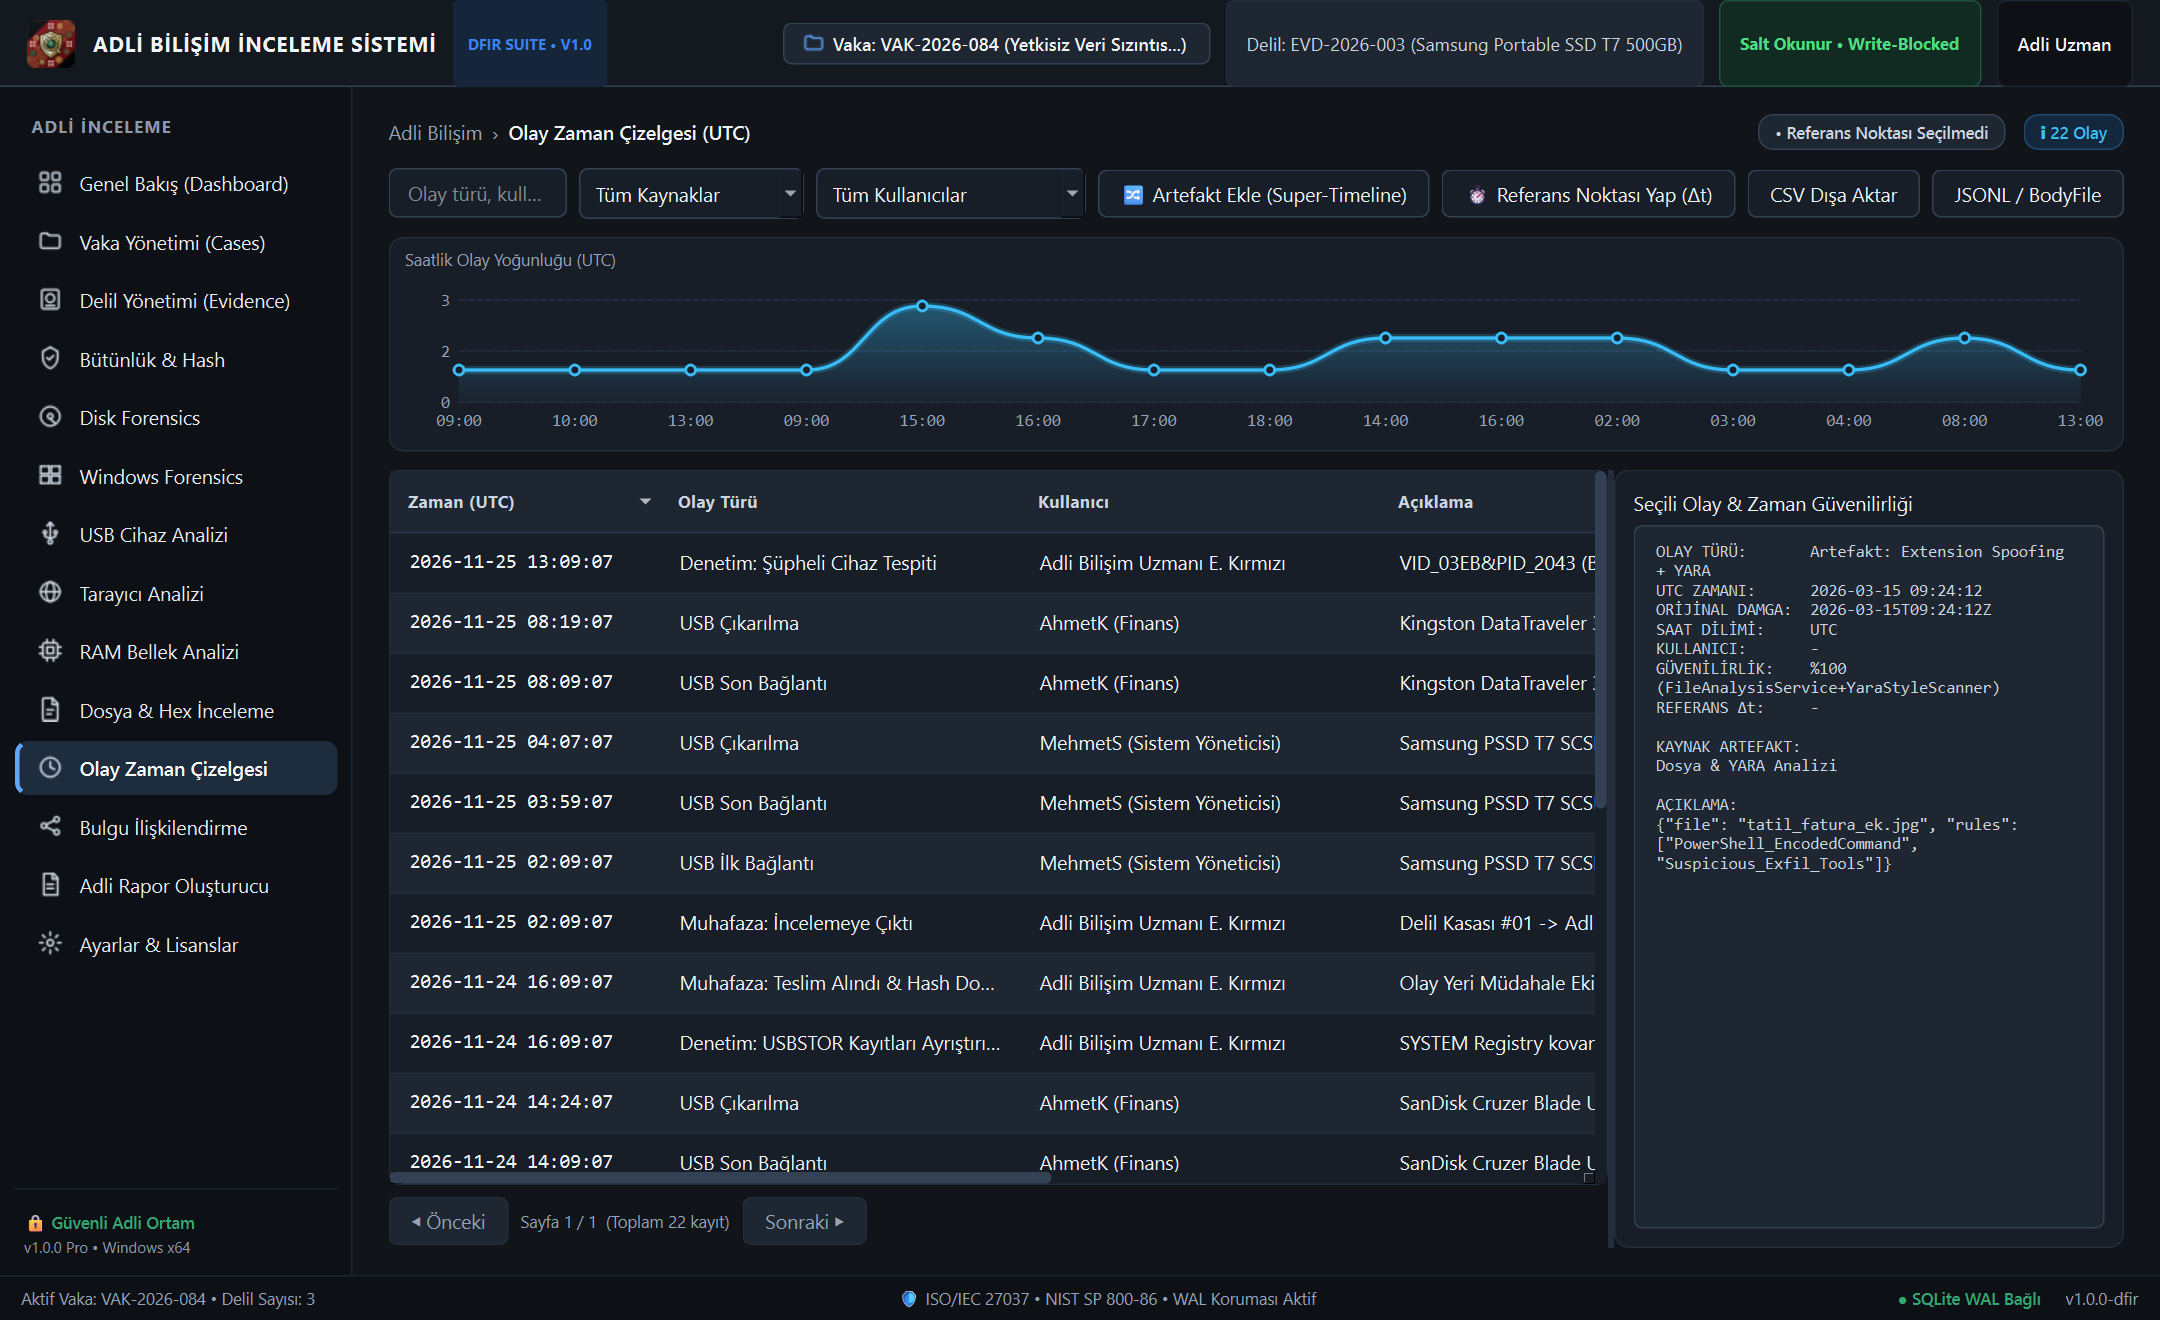 ADLİ BİLİŞİM İNCELEME SİSTEMİ
DFIR SUITE • V1.0
Vaka: VAK-2026-084 (Yetkisiz Veri Sızıntıs...)
Delil: EVD-2026-003 (Samsung Portable SSD T7 500GB)
Salt Okunur • Write-Blocked
Adli Uzman
ADLİ İNCELEME
Genel Bakış (Dashboard)
Vaka Yönetimi (Cases)
Delil Yönetimi (Evidence)
Bütünlük & Hash
Disk Forensics
Windows Forensics
USB Cihaz Analizi
Tarayıcı Analizi
RAM Bellek Analizi
Dosya & Hex İnceleme
Olay Zaman Çizelgesi
Bulgu İlişkilendirme
Adli Rapor Oluşturucu
Ayarlar & Lisanslar
Güvenli Adli Ortam
v1.0.0 Pro • Windows x64
Adli Bilişim › Olay Zaman Çizelgesi (UTC)
• Referans Noktası Seçilmedi
ℹ 22 Olay
Olay türü, kull...
Tüm Kaynaklar
Tüm Kullanıcılar
Artefakt Ekle (Super-Timeline)
Referans Noktası Yap (Δt)
CSV Dışa Aktar
JSONL / BodyFile
Saatlik Olay Yoğunluğu (UTC)
3
2
0
09:00 10:00 13:00 09:00 15:00 16:00 17:00 18:00 14:00 16:00 02:00 03:00 04:00 08:00 13:00
Zaman (UTC) Olay Türü Kullanıcı Açıklama
2026-11-25 13:09:07 Denetim: Şüpheli Cihaz Tespiti Adli Bilişim Uzmanı E. Kırmızı VID_03EB&PID_2043 (B
2026-11-25 08:19:07 USB Çıkarılma AhmetK (Finans) Kingston DataTraveler 3
2026-11-25 08:09:07 USB Son Bağlantı AhmetK (Finans) Kingston DataTraveler 3
2026-11-25 04:07:07 USB Çıkarılma MehmetS (Sistem Yöneticisi) Samsung PSSD T7 SCSI
2026-11-25 03:59:07 USB Son Bağlantı MehmetS (Sistem Yöneticisi) Samsung PSSD T7 SCSI
2026-11-25 02:09:07 USB İlk Bağlantı MehmetS (Sistem Yöneticisi) Samsung PSSD T7 SCSI
2026-11-25 02:09:07 Muhafaza: İncelemeye Çıktı Adli Bilişim Uzmanı E. Kırmızı Delil Kasası #01 -> Adl
2026-11-24 16:09:07 Muhafaza: Teslim Alındı & Hash Do... Adli Bilişim Uzmanı E. Kırmızı Olay Yeri Müdahale Eki
2026-11-24 16:09:07 Denetim: USBSTOR Kayıtları Ayrıştırı... Adli Bilişim Uzmanı E. Kırmızı SYSTEM Registry kovar
2026-11-24 14:24:07 USB Çıkarılma AhmetK (Finans) SanDisk Cruzer Blade U
2026-11-24 14:09:07 USB Son Bağlantı AhmetK (Finans) SanDisk Cruzer Blade U
Önceki
Sayfa 1 / 1 (Toplam 22 kayıt)
Sonraki
Seçili Olay & Zaman Güvenilirliği
OLAY TÜRÜ: Artefakt: Extension Spoofing
+ YARA
UTC ZAMANI: 2026-03-15 09:24:12
ORİJİNAL DAMGA: 2026-03-15T09:24:12Z
SAAT DİLİMİ: UTC
KULLANICI: -
GÜVENİLİRLİK: %100
(FileAnalysisService+YaraStyleScanner)
REFERANS Δt: -
KAYNAK ARTEFAKT:
Dosya & YARA Analizi
AÇIKLAMA:
{"file": "tatil_fatura_ek.jpg", "rules":
["PowerShell_EncodedCommand",
"Suspicious_Exfil_Tools"]}
Aktif Vaka: VAK-2026-084 • Delil Sayısı: 3
ISO/IEC 27037 • NIST SP 800-86 • WAL Koruması Aktif
● SQLite WAL Bağlı
v1.0.0-dfir